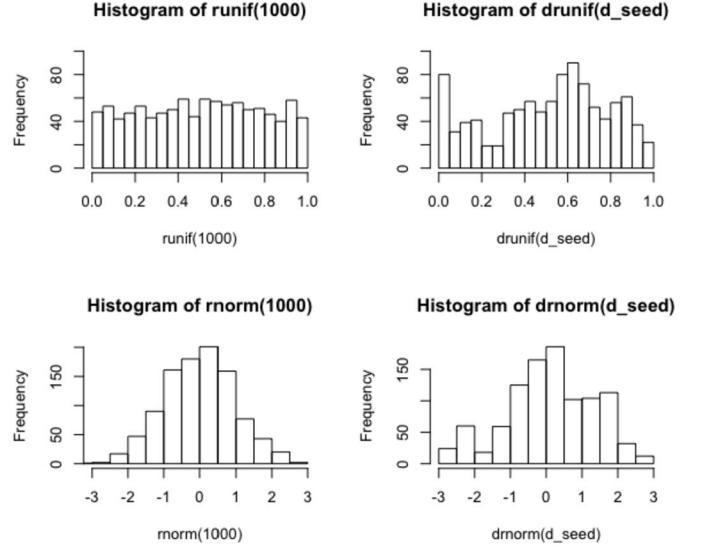 Histogram of runif(1000)
Frequency
0 40 80
0.0 0.2 0.4 0.6 0.8 1.0
runif(1000)
Histogram of drunif(d_seed)
Frequency
0 40 80
0.0 0.2 0.4 0.6 0.8 1.0
drunif(d_seed)
Histogram of rnorm(1000)
Frequency
0 50 150
-3 -2 -1 0 1 2 3
rnorm(1000)
Histogram of drnorm(d_seed)
Frequency
0 50 150
-3 -2 -1 0 1 2 3
drnorm(d_seed)